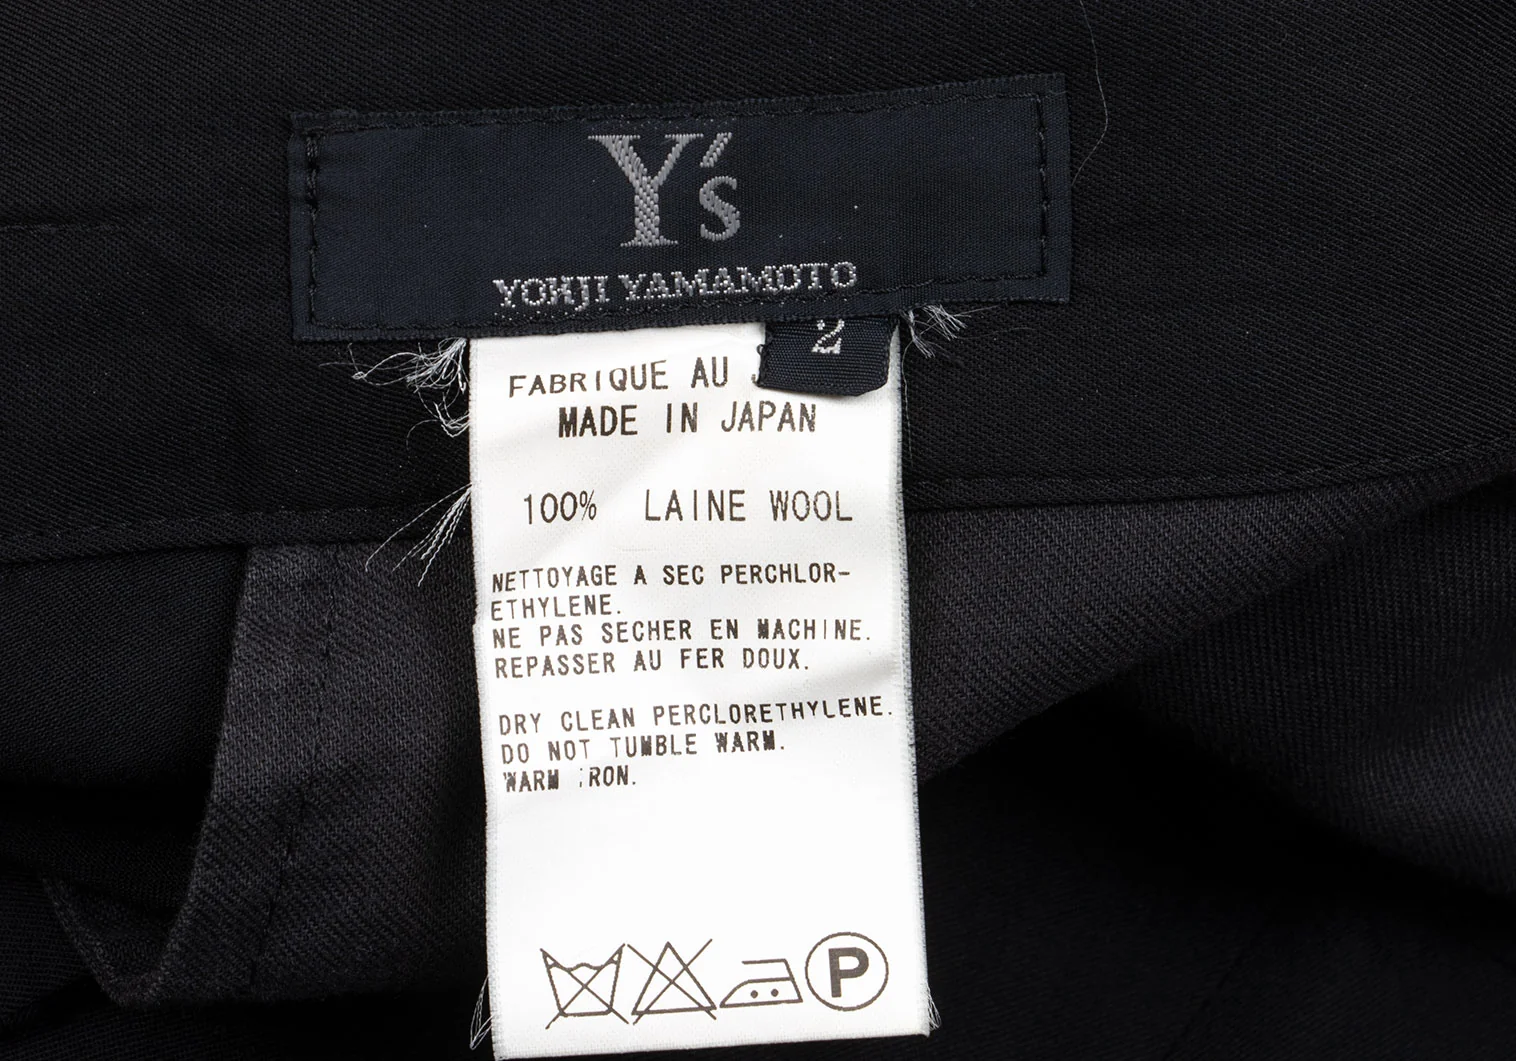 Y's
YOHJI YAMAMOTO
2
FABRIQUE AU
MADE IN JAPAN
100% LAINE WOOL
NETTOYAGE A SEC PERCHLOR-
ETHYLENE.
NE PAS SECHER EN MACHINE.
REPASSER AU FER DOUX.
DRY CLEAN PERCLORETHYLENE.
DO NOT TUMBLE WARM.
WARM IRON.
P